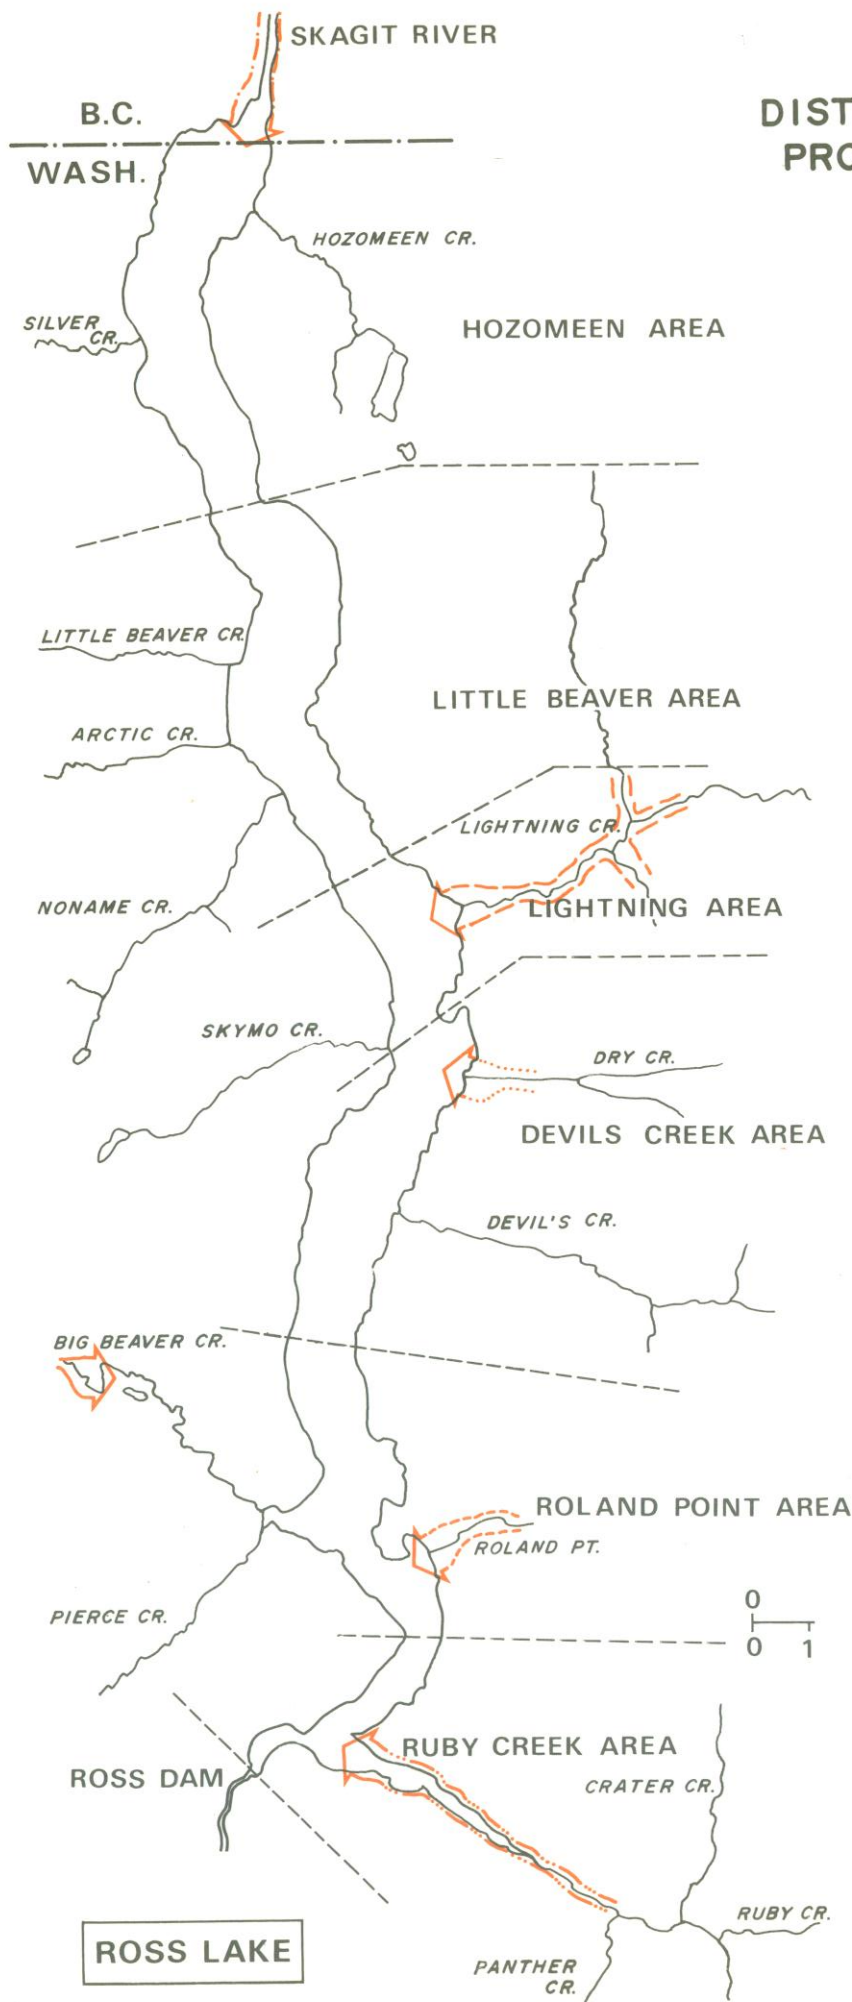 SKAGIT RIVER
B.C.
DIST
WASH.
PRO
HOZOMEEN CR.
SILVER
CR.
HOZOMEEN AREA
LITTLE BEAVER CR.
LITTLE BEAVER AREA
ARCTIC CR.
LIGHTNING CR.
NONAME CR.
LIGHTNING AREA
SKYMO CR.
DRY CR.
DEVILS CREEK AREA
DEVIL'S CR.
BIG BEAVER CR.
ROLAND POINT AREA
ROLAND PT.
PIERCE CR.
0
0 1
RUBY CREEK AREA
ROSS DAM
CRATER CR.
RUBY CR.
ROSS LAKE
PANTHER
CR.